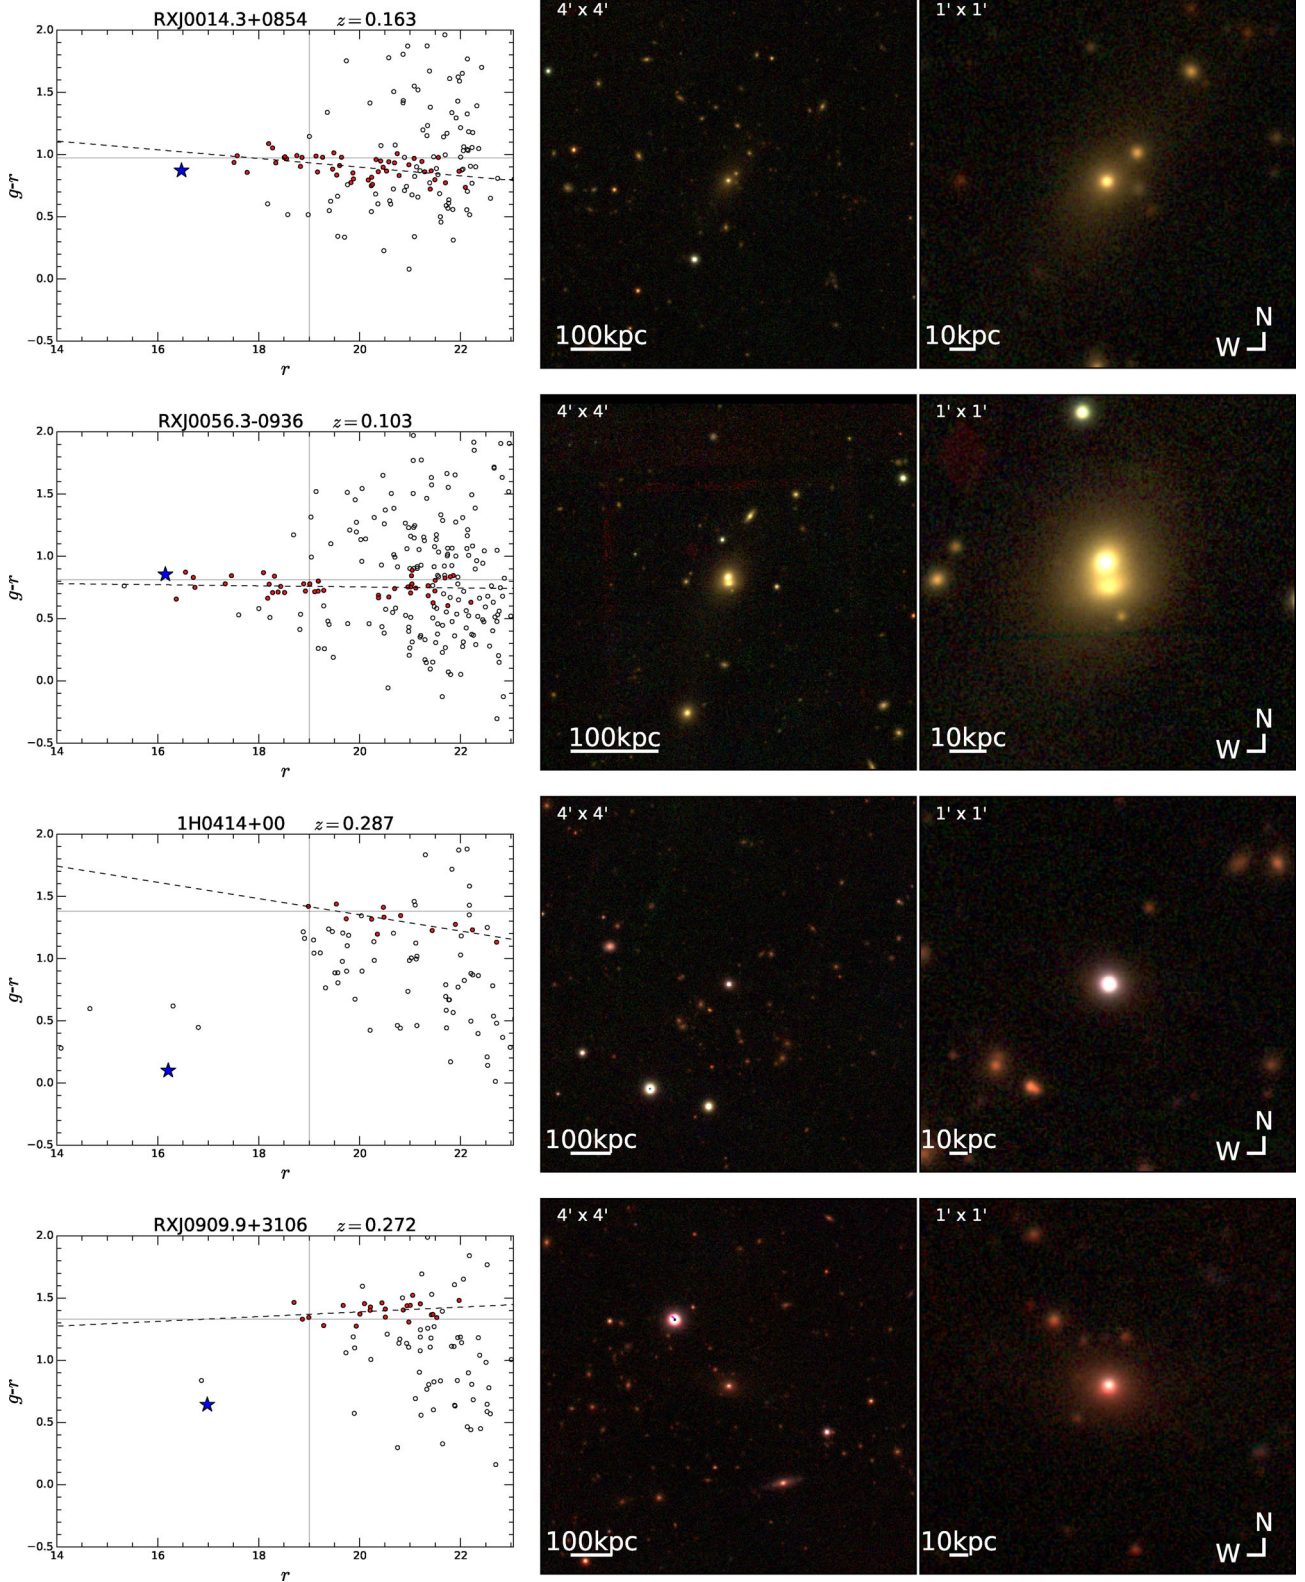 RXJ0014.3+0854 z=0.163
2.0
1.5
1.0
0.5
0.0
−0.5
g-r
14 16 18 20 22
r
4' x 4'
100kpc
1' x 1'
10kpc
N
W
RXJ0056.3-0936 z=0.103
2.0
1.5
1.0
0.5
0.0
−0.5
g-r
14 16 18 20 22
r
4' x 4'
100kpc
1' x 1'
10kpc
N
W
1H0414+00 z=0.287
2.0
1.5
1.0
0.5
0.0
−0.5
g-r
14 16 18 20 22
r
4' x 4'
100kpc
1' x 1'
10kpc
N
W
RXJ0909.9+3106 z=0.272
2.0
1.5
1.0
0.5
0.0
−0.5
g-r
14 16 18 20 22
r
4' x 4'
100kpc
1' x 1'
10kpc
N
W